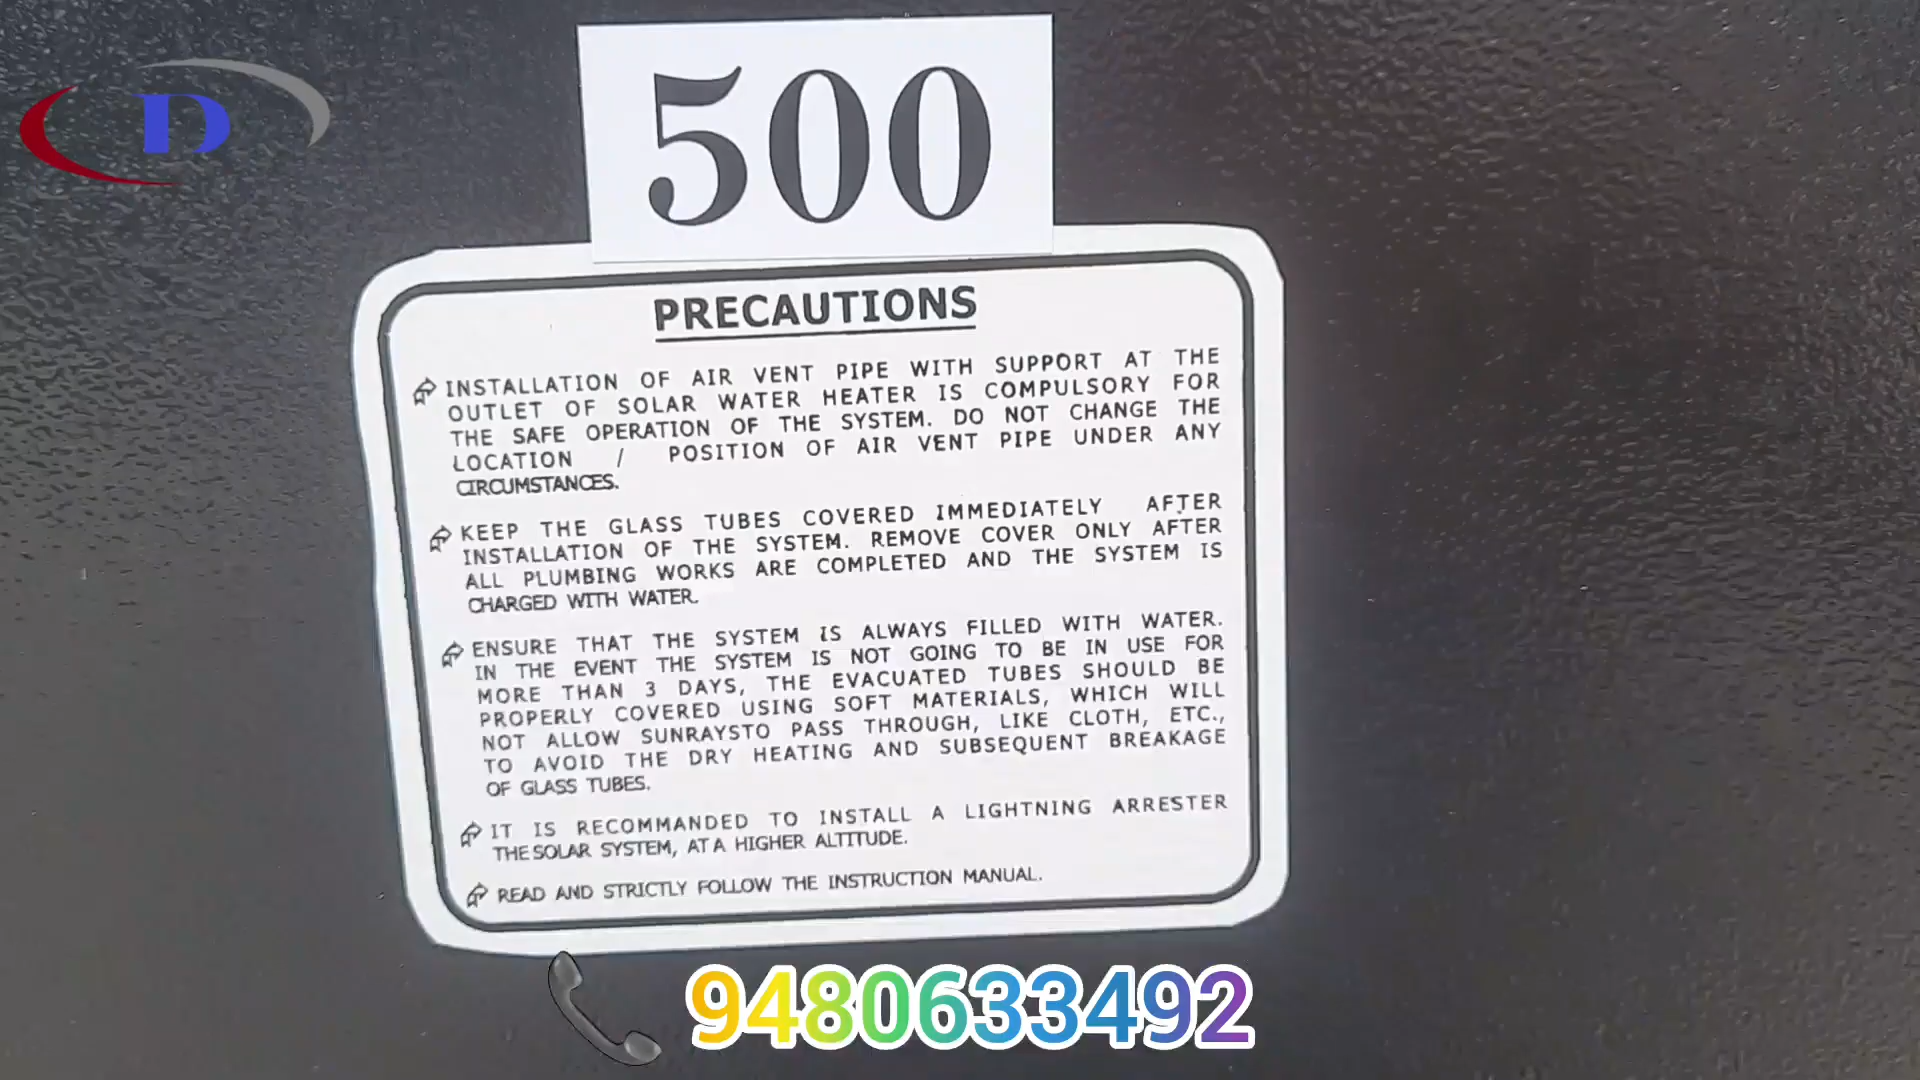 D
500
PRECAUTIONS
INSTALLATION OF AIR VENT PIPE WITH SUPPORT AT THE
OUTLET OF SOLAR WATER HEATER IS COMPULSORY FOR
THE SAFE OPERATION OF THE SYSTEM. DO NOT CHANGE THE
LOCATION / POSITION OF AIR VENT PIPE UNDER ANY
CIRCUMSTANCES.
KEEP THE GLASS TUBES COVERED IMMEDIATELY AFTER
INSTALLATION OF THE SYSTEM. REMOVE COVER ONLY AFTER
ALL PLUMBING WORKS ARE COMPLETED AND THE SYSTEM IS
CHARGED WITH WATER.
ENSURE THAT THE SYSTEM IS ALWAYS FILLED WITH WATER.
IN THE EVENT THE SYSTEM IS NOT GOING TO BE IN USE FOR
MORE THAN 3 DAYS, THE EVACUATED TUBES SHOULD BE
PROPERLY COVERED USING SOFT MATERIALS, WHICH WILL
NOT ALLOW SUNRAYSTO PASS THROUGH, LIKE CLOTH, ETC.,
TO AVOID THE DRY HEATING AND SUBSEQUENT BREAKAGE
OF GLASS TUBES.
IT IS RECOMMANDED TO INSTALL A LIGHTNING ARRESTER
THE SOLAR SYSTEM, AT A HIGHER ALTITUDE.
READ AND STRICTLY FOLLOW THE INSTRUCTION MANUAL.
9480633492